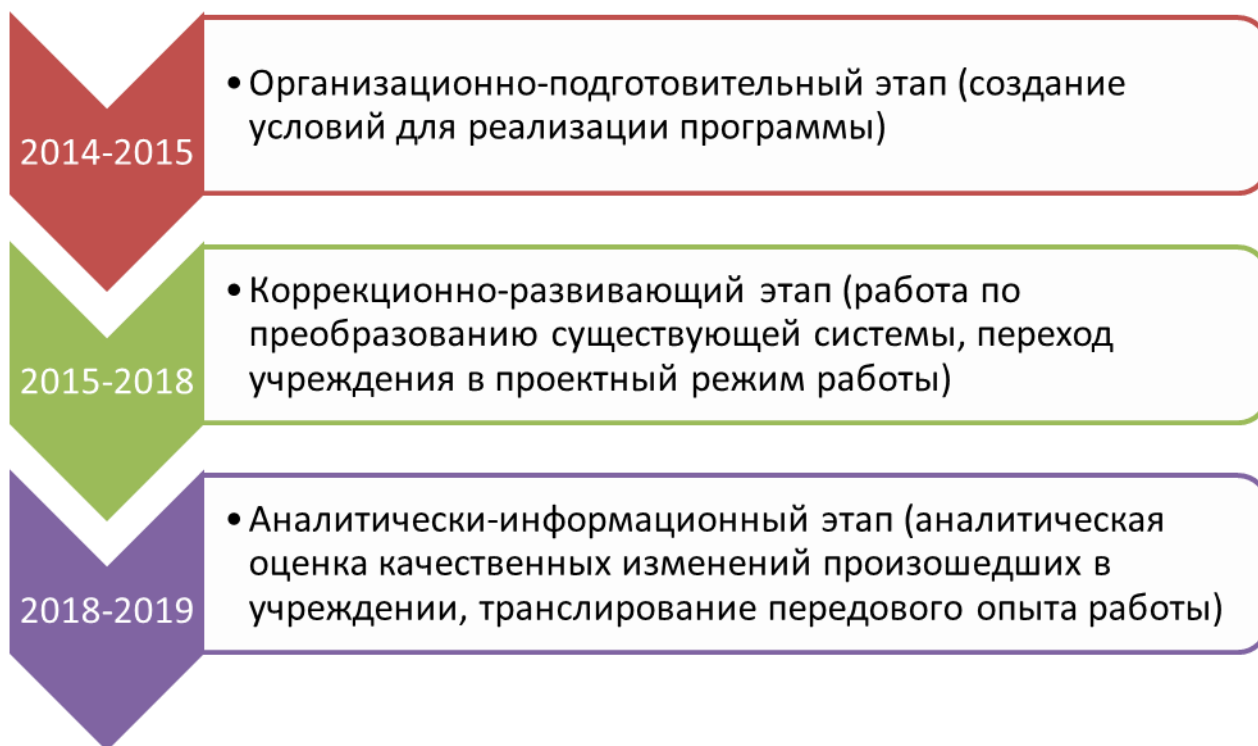 2014-2015
• Организационно-подготовительный этап (создание
условий для реализации программы)
2015-2018
• Коррекционно-развивающий этап (работа по
преобразованию существующей системы, переход
учреждения в проектный режим работы)
2018-2019
• Аналитически-информационный этап (аналитическая
оценка качественных изменений произошедших в
учреждении, транслирование передового опыта работы)